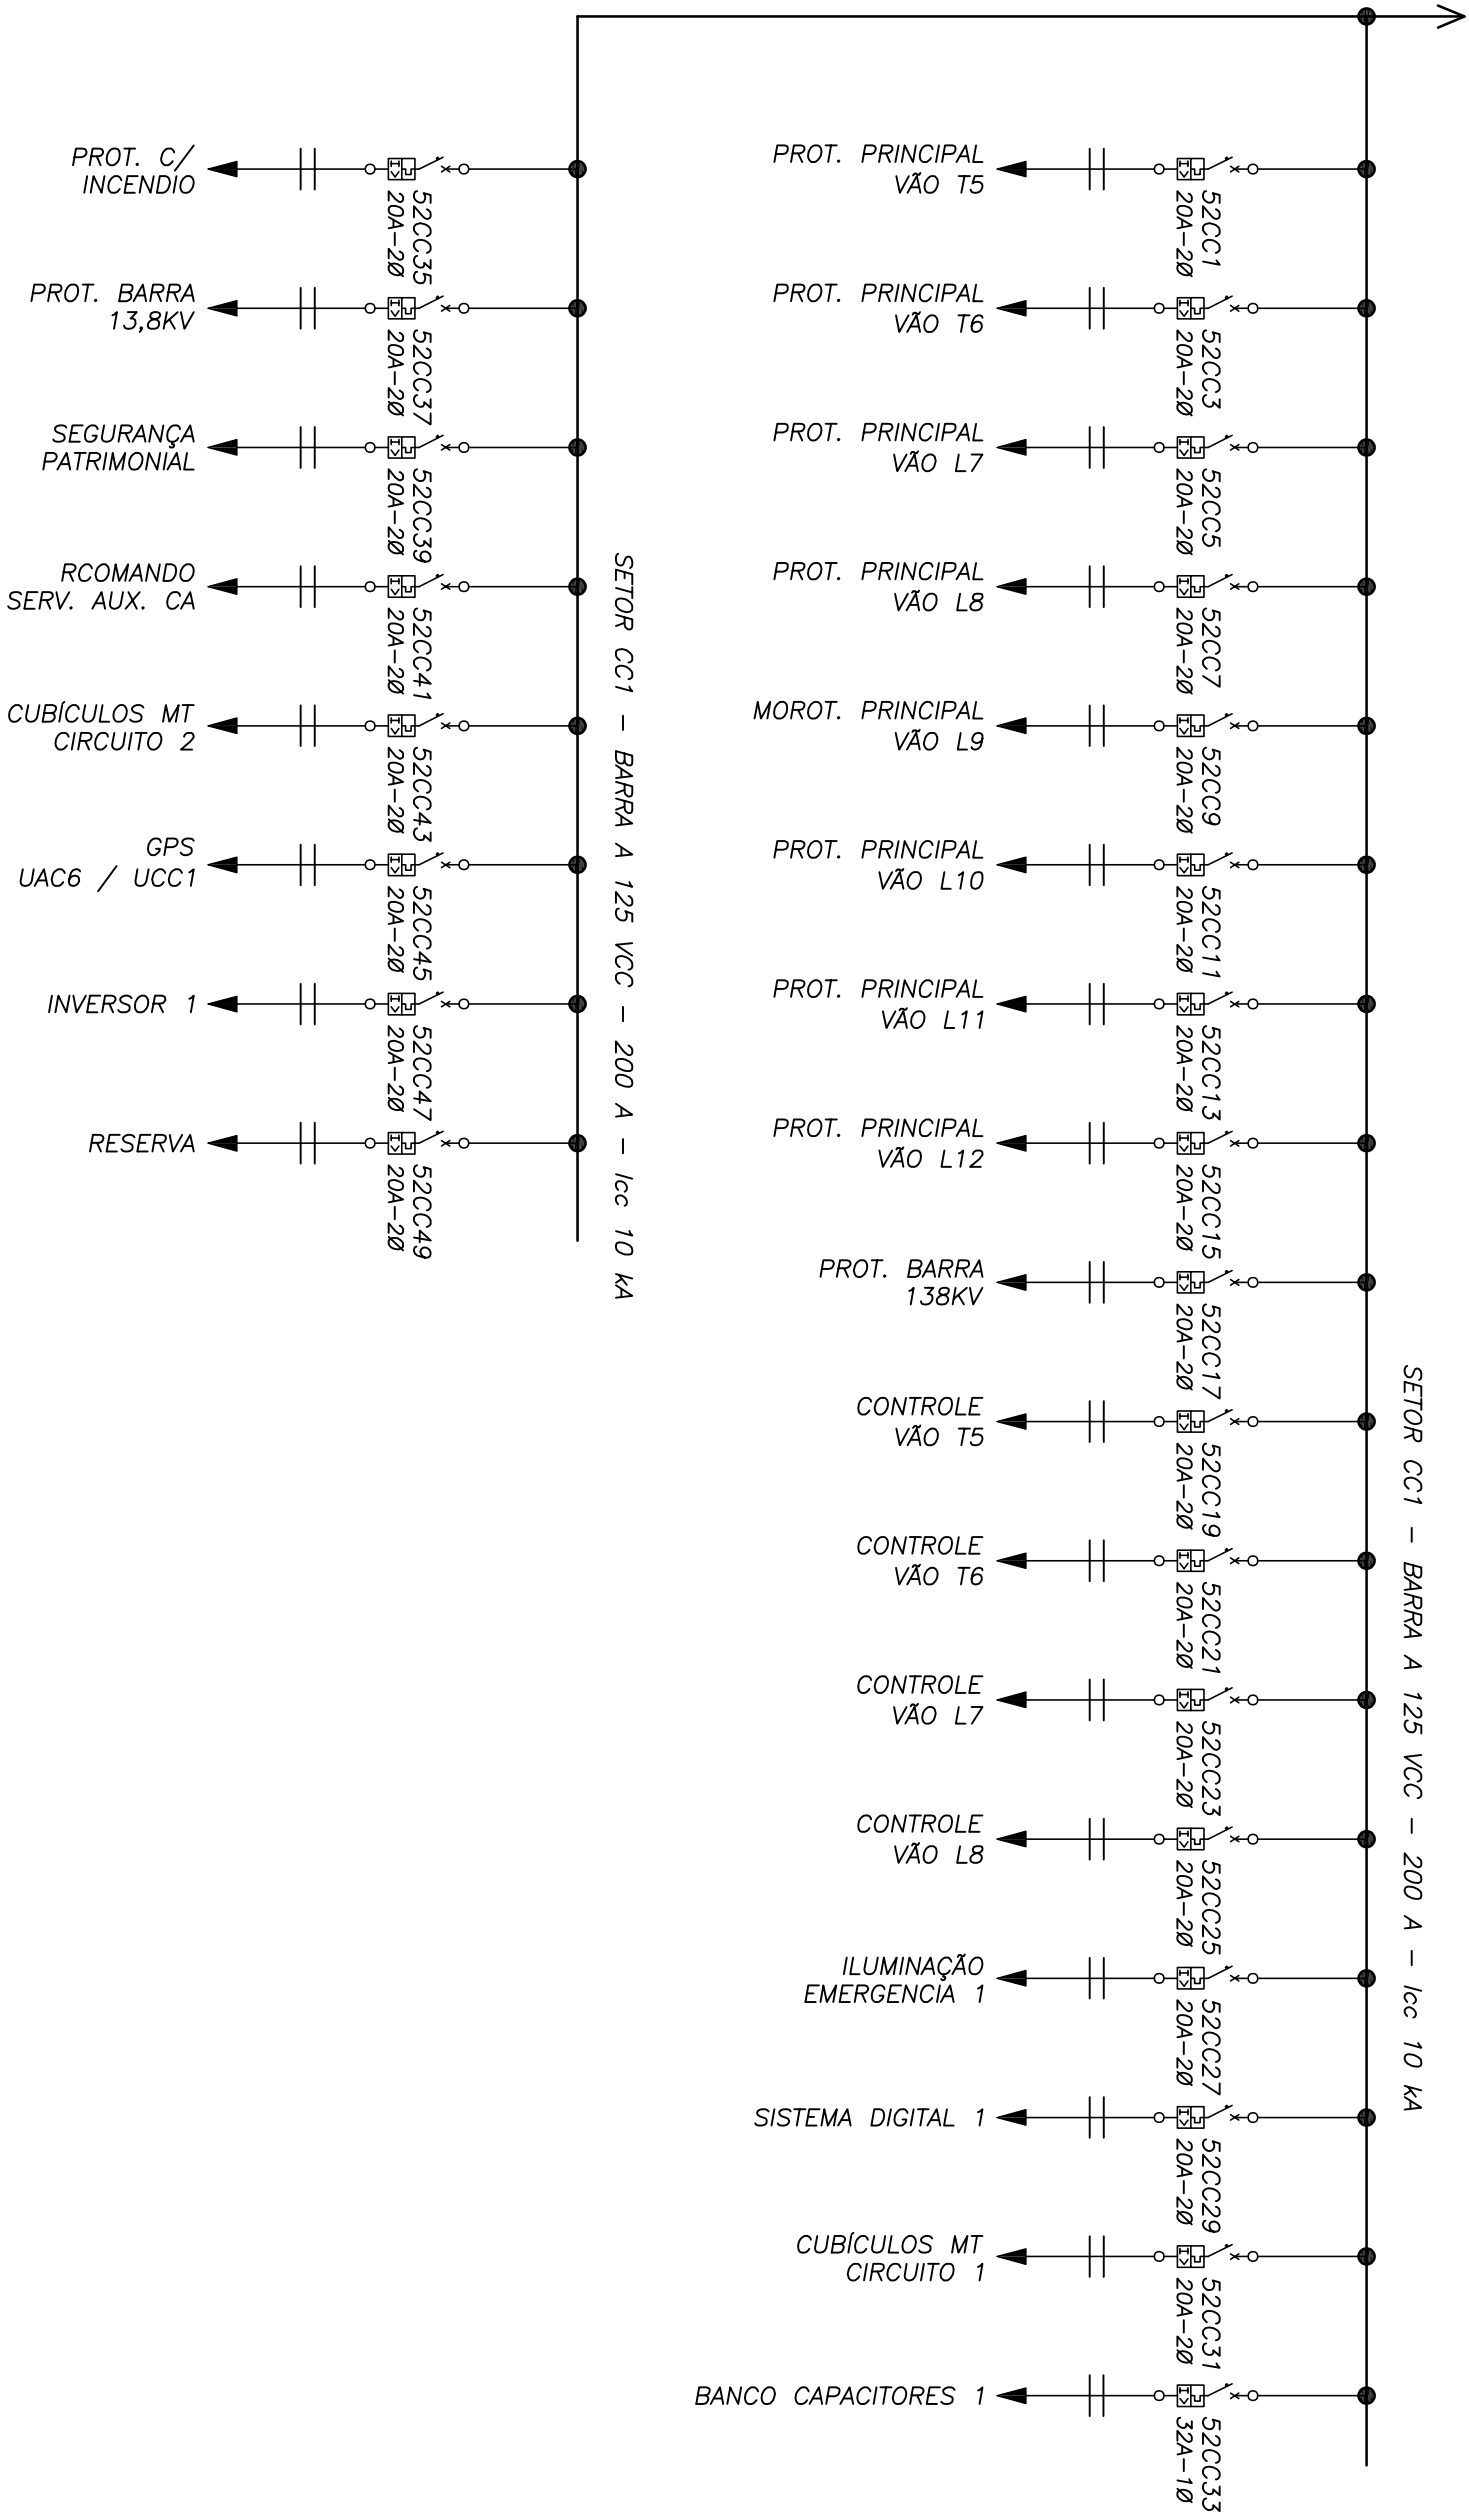 PROT. C/
INCENDIO
52CC35
20A-2Ø
PROT. BARRA
13,8KV
52CC37
20A-2Ø
SEGURANÇA
PATRIMONIAL
52CC39
20A-2Ø
RCOMANDO
SERV. AUX. CA
52CC41
20A-2Ø
CUBÍCULOS MT
CIRCUITO 2
52CC43
20A-2Ø
GPS
UAC6 / UCC1
52CC45
20A-2Ø
INVERSOR 1
52CC47
20A-2Ø
RESERVA
52CC49
20A-2Ø
SETOR CC1 - BARRA A 125 VCC - 200 A - Icc 10 kA
PROT. PRINCIPAL
VÃO T5
52CC1
20A-2Ø
PROT. PRINCIPAL
VÃO T6
52CC3
20A-2Ø
PROT. PRINCIPAL
VÃO L7
52CC5
20A-2Ø
PROT. PRINCIPAL
VÃO L8
52CC7
20A-2Ø
MOROT. PRINCIPAL
VÃO L9
52CC9
20A-2Ø
PROT. PRINCIPAL
VÃO L10
52CC11
20A-2Ø
PROT. PRINCIPAL
VÃO L11
52CC13
20A-2Ø
PROT. PRINCIPAL
VÃO L12
52CC15
20A-2Ø
PROT. BARRA
138KV
52CC17
20A-2Ø
CONTROLE
VÃO T5
52CC19
20A-2Ø
CONTROLE
VÃO T6
52CC21
20A-2Ø
CONTROLE
VÃO L7
52CC23
20A-2Ø
CONTROLE
VÃO L8
52CC25
20A-2Ø
ILUMINAÇÃO
EMERGENCIA 1
52CC27
20A-2Ø
SISTEMA DIGITAL 1
52CC29
20A-2Ø
CUBÍCULOS MT
CIRCUITO 1
52CC31
20A-2Ø
BANCO CAPACITORES 1
52CC33
32A-1Ø
SETOR CC1 - BARRA A 125 VCC - 200 A - Icc 10 kA